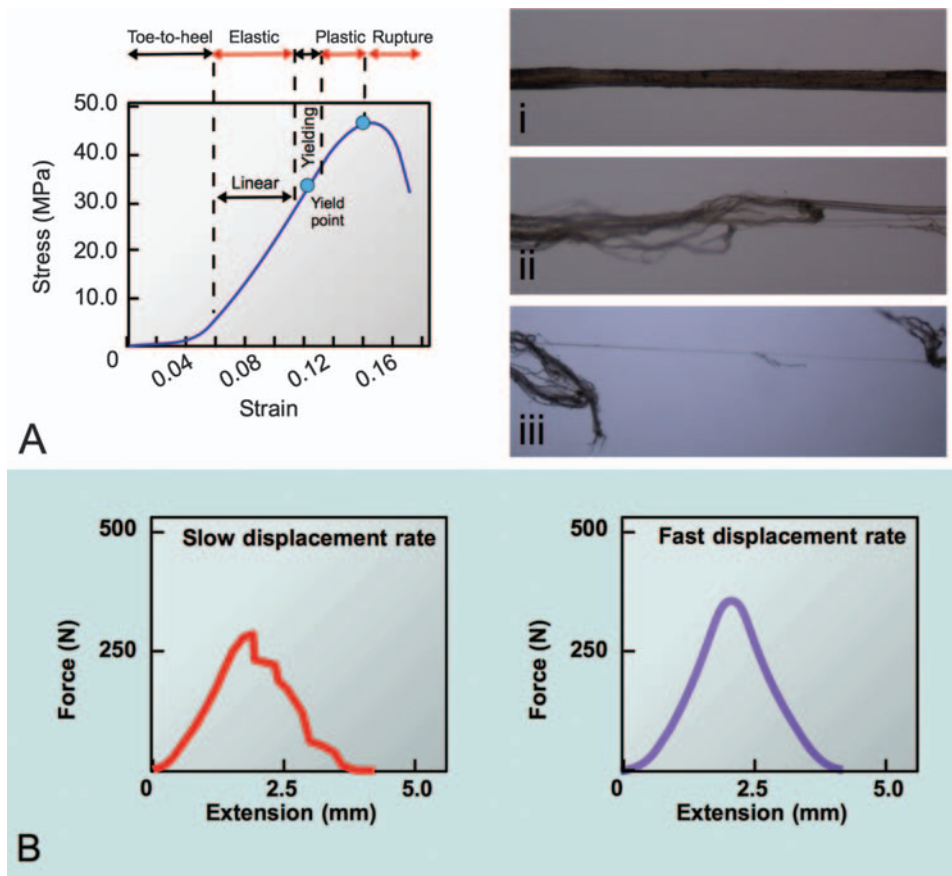 Toe-to-heel Elastic Plastic Rupture
50.0
40.0
30.0
20.0
10.0
0
Stress (MPa)
Yielding
Linear
Yield
point
0.04 0.08 0.12 0.16
Strain
A
i
ii
iii
500
250
Force (N)
Slow displacement rate
0 2.5 5.0
Extension (mm)
500
250
Force (N)
Fast displacement rate
0 2.5 5.0
Extension (mm)
B